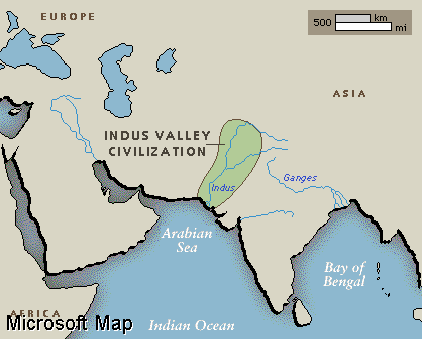 EUROPE
500
km
mi
ASIA
INDUS VALLEY
CIVILIZATION
Indus
Ganges
Arabian
Sea
Bay of
Bengal
AFRICA
Microsoft Map
Indian Ocean